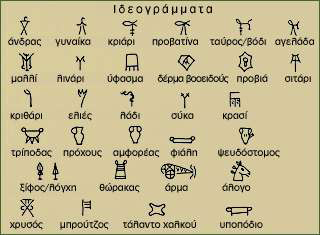 Ιδεογράμματα
άνδρας γυναίκα κριάρι προβατίνα ταύρος/βόδι αγελάδα
μαλλί λινάρι ύφασμα δέρμα βοοειδούς προβιά σιτάρι
κριθάρι ελιές λάδι σύκα κρασί
τρίποδας πρόχους αμφορέας φιάλη ψευδόστομος
ξίφος/λόγχη θώρακας άρμα άλογο
χρυσός μπρούτζος τάλαντο χαλκού υποπόδιο